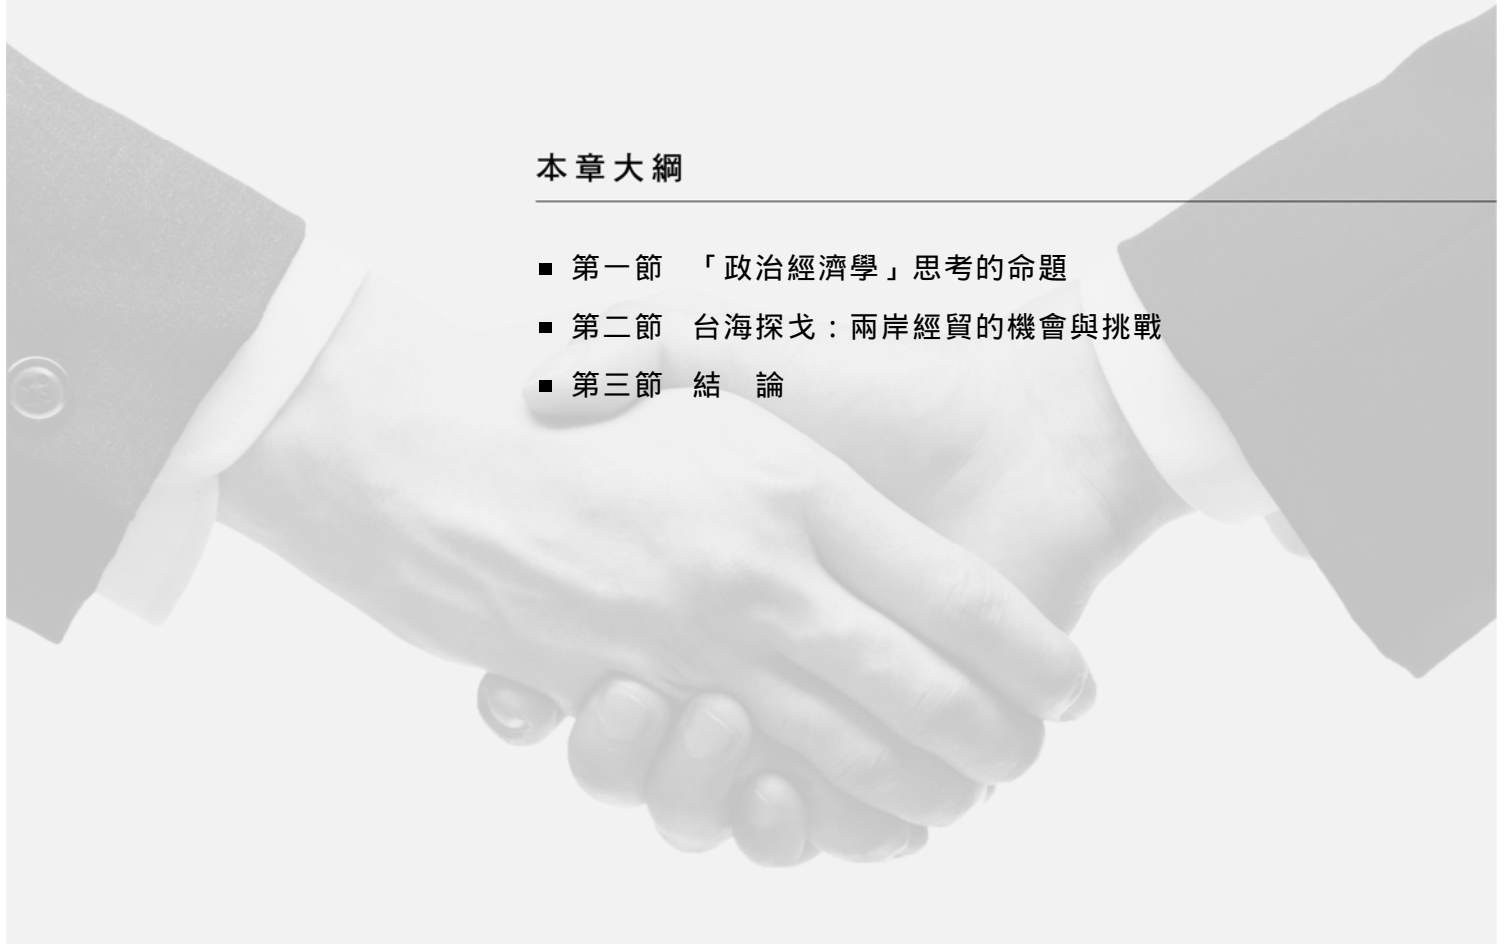 本章大綱
■ 第一節 「政治經濟學」思考的命題
■ 第二節 台海探戈：兩岸經貿的機會與挑戰
■ 第三節 結 論